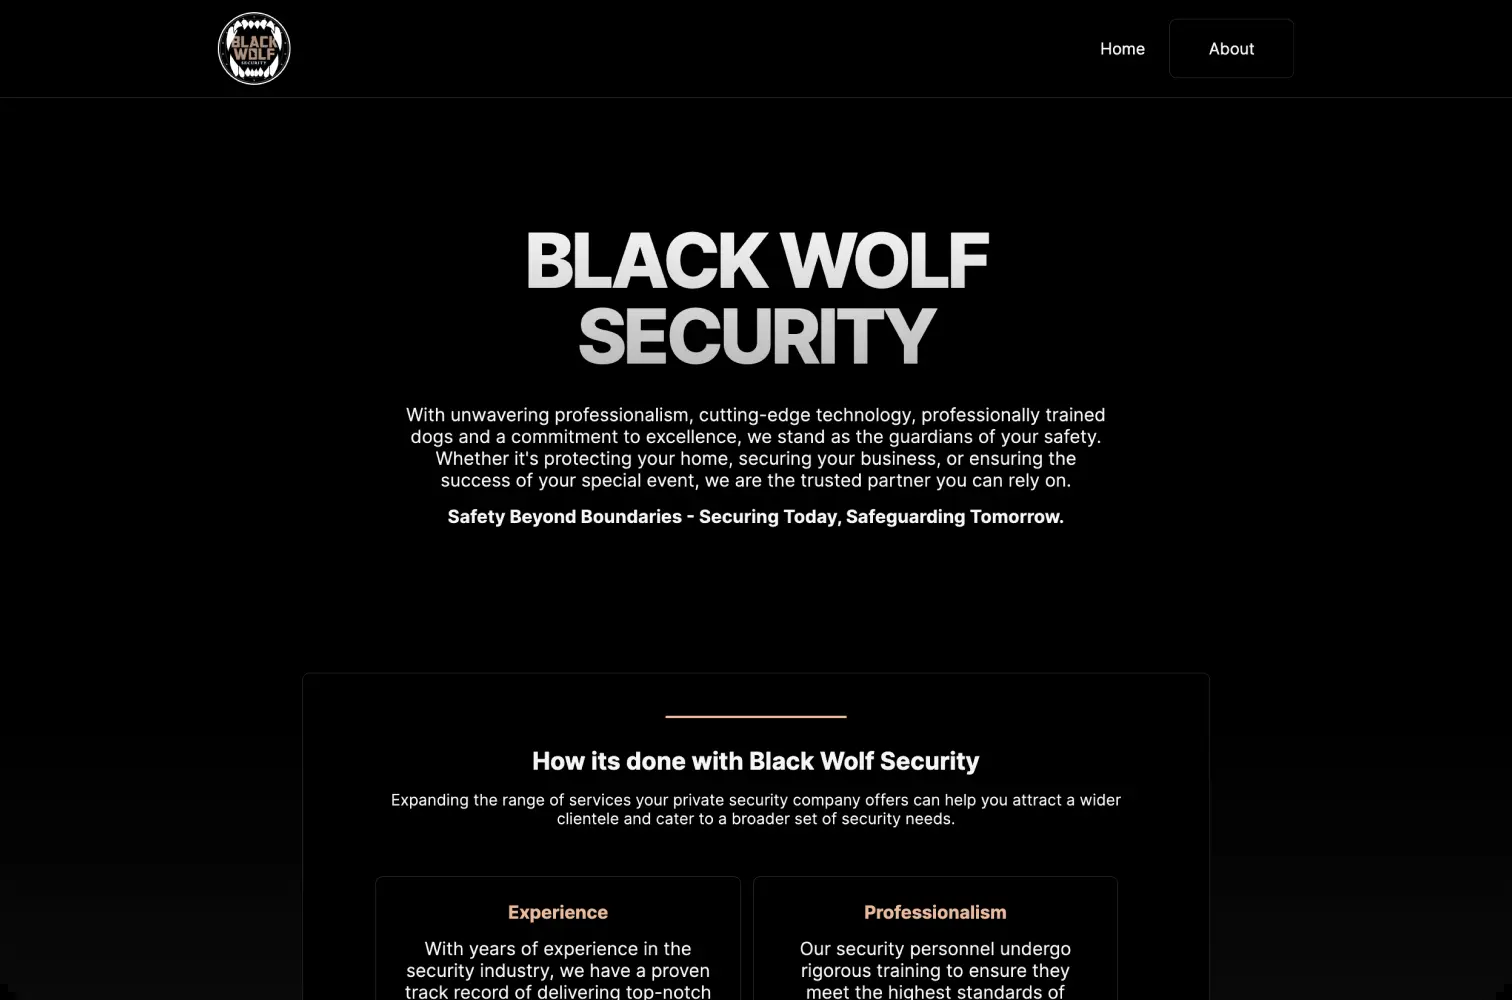 BLACK
WOLF
SECURITY
Home
About
BLACK WOLF
SECURITY
With unwavering professionalism, cutting-edge technology, professionally trained
dogs and a commitment to excellence, we stand as the guardians of your safety.
Whether it's protecting your home, securing your business, or ensuring the
success of your special event, we are the trusted partner you can rely on.
Safety Beyond Boundaries - Securing Today, Safeguarding Tomorrow.
How its done with Black Wolf Security
Expanding the range of services your private security company offers can help you attract a wider
clientele and cater to a broader set of security needs.
Experience
With years of experience in the
security industry, we have a proven
track record of delivering top-notch
Professionalism
Our security personnel undergo
rigorous training to ensure they
meet the highest standards of